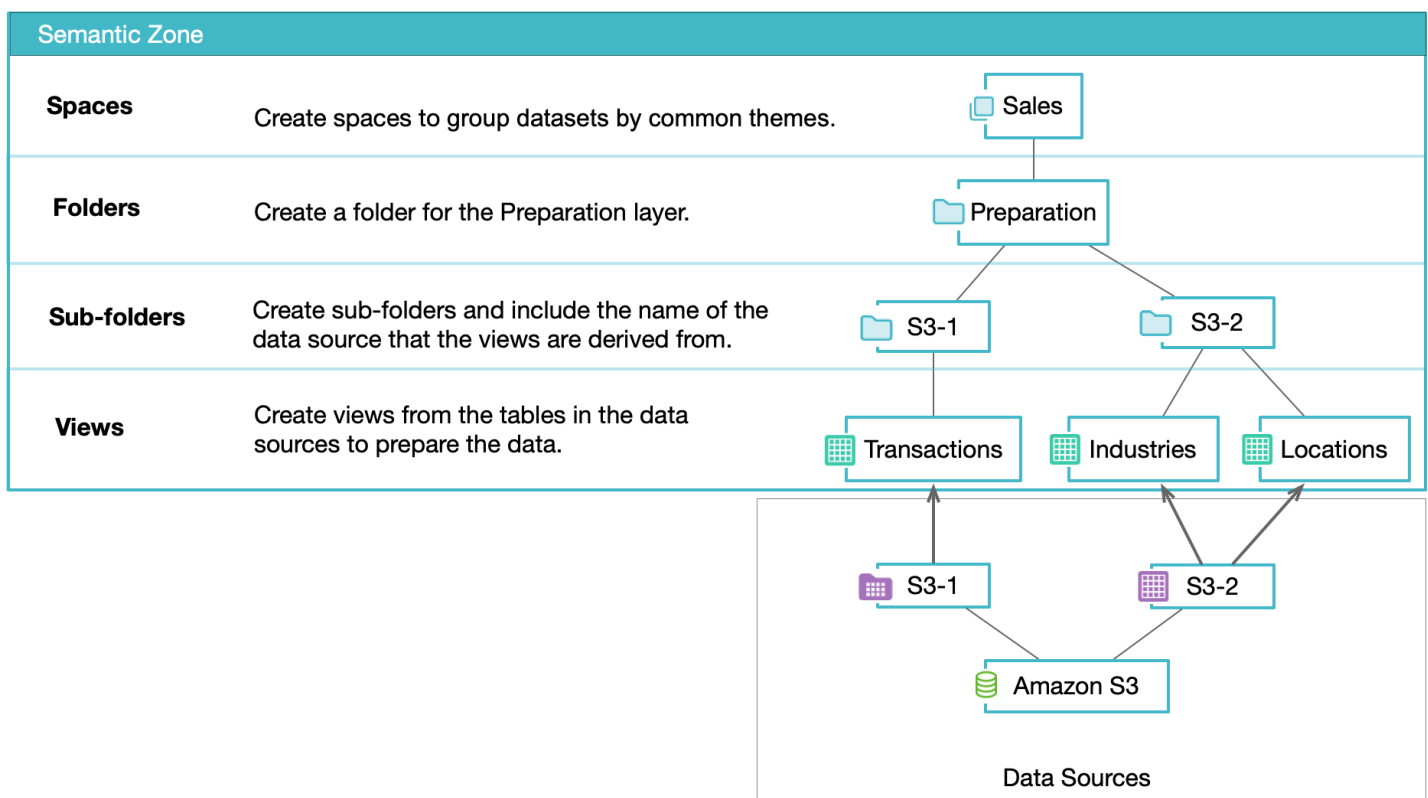 Semantic Zone
Spaces
Create spaces to group datasets by common themes.
Sales
Folders
Create a folder for the Preparation layer.
Preparation
Sub-folders
Create sub-folders and include the name of the
data source that the views are derived from.
S3-1
S3-2
Views
Create views from the tables in the data
sources to prepare the data.
Transactions
Industries
Locations
S3-1
S3-2
Amazon S3
Data Sources